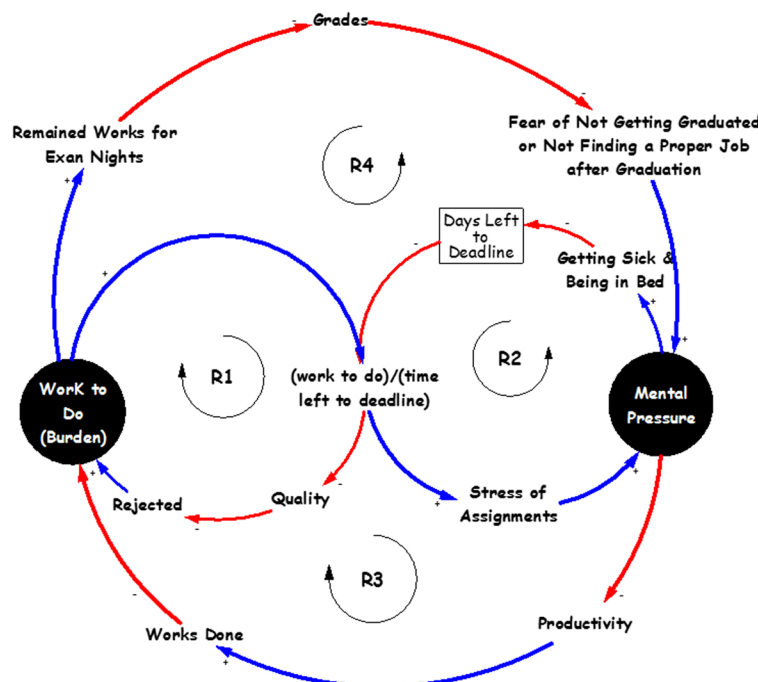 Grades
Remained Works for
Exan Nights
Fear of Not Getting Graduated
or Not Finding a Proper Job
after Graduation
R4
Days Left
to
Deadline
Getting Sick &
Being in Bed
R1
R2
(work to do)/(time
left to deadline)
WorK to
Do
(Burden)
Mental
Pressure
Rejected
Quality
Stress of
Assignments
R3
Works Done
Productivity